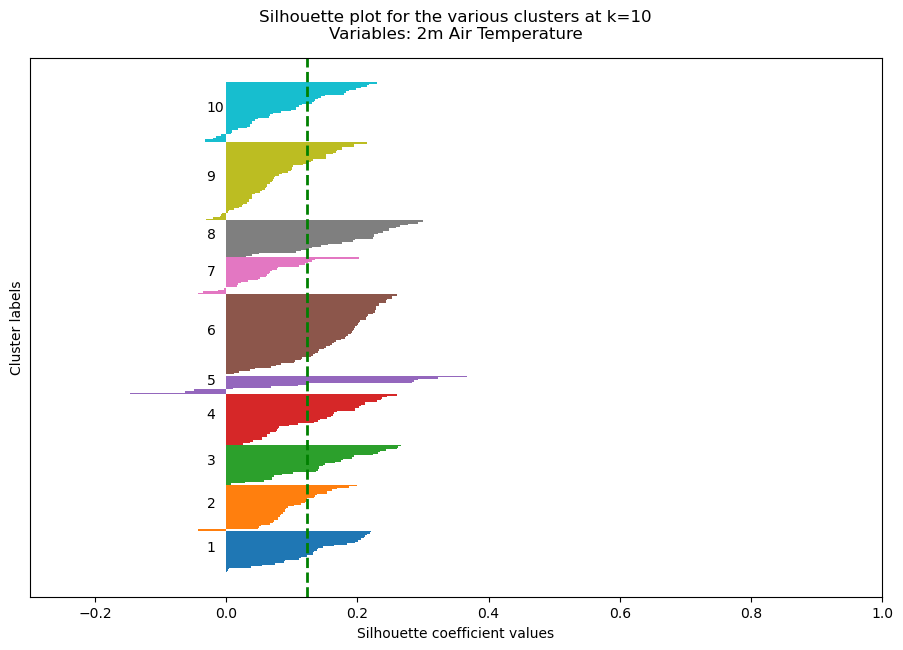 Silhouette plot for the various clusters at k=10
Variables: 2m Air Temperature
Cluster labels
10
9
8
7
6
5
4
3
2
1
−0.2 0.0 0.2 0.4 0.6 0.8 1.0
Silhouette coefficient values